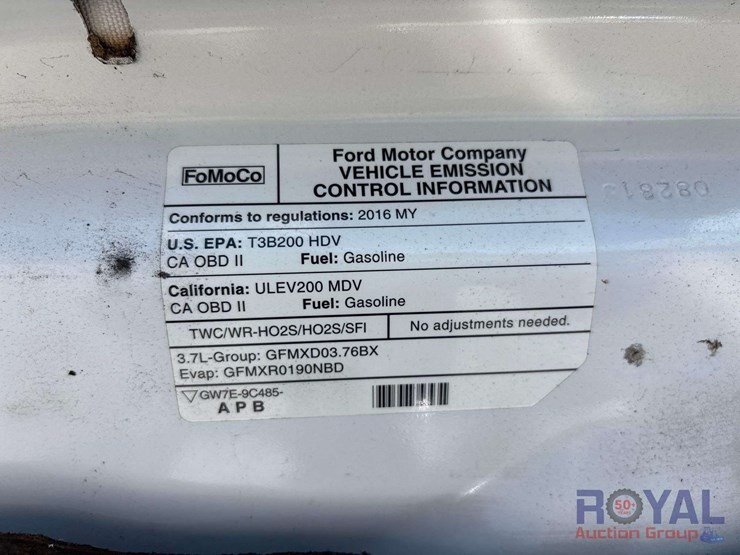 FoMoCo
Ford Motor Company
VEHICLE EMISSION
CONTROL INFORMATION
Conforms to regulations: 2016 MY
U.S. EPA: T3B200 HDV
CA OBD II Fuel: Gasoline
California: ULEV200 MDV
CA OBD II Fuel: Gasoline
TWC/WR-HO2S/HO2S/SFI
No adjustments needed.
3.7L-Group: GFMXD03.76BX
Evap: GFMXR0190NBD
GW7E-9C485-
A P B
ROYAL
50+
YEARS
Auction Group